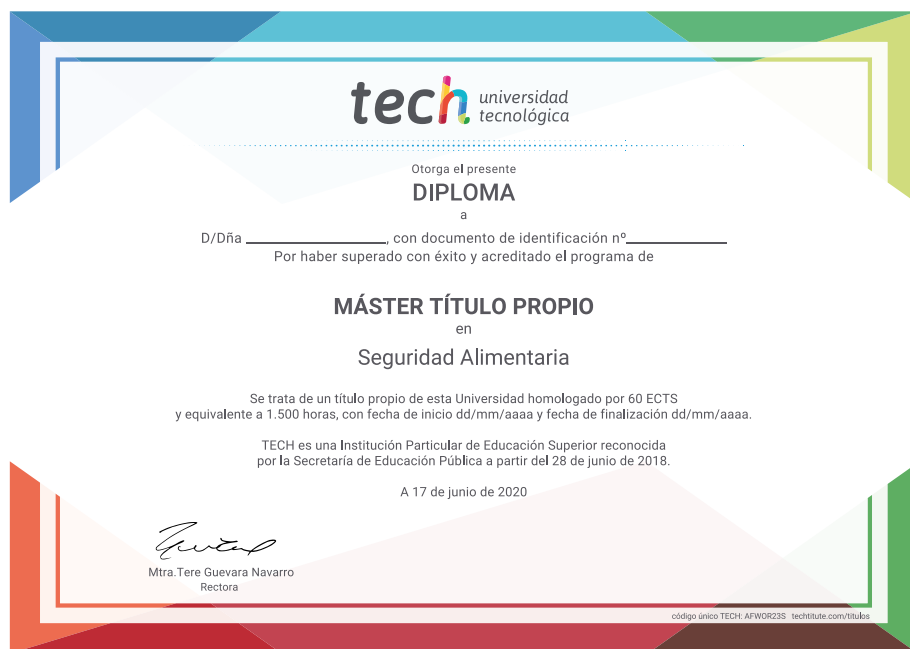 tech universidad
tecnológica
Otorga el presente
DIPLOMA
a
D/Dña ____________________, con documento de identificación nº______________
Por haber superado con éxito y acreditado el programa de
MÁSTER TÍTULO PROPIO
en
Seguridad Alimentaria
Se trata de un título propio de esta Universidad homologado por 60 ECTS
y equivalente a 1.500 horas, con fecha de inicio dd/mm/aaaa y fecha de finalización dd/mm/aaaa.
TECH es una Institución Particular de Educación Superior reconocida
por la Secretaría de Educación Pública a partir del 28 de junio de 2018.
A 17 de junio de 2020
Mtra.Tere Guevara Navarro
Rectora
código único TECH: AFWOR23S techtitute.com/titulos